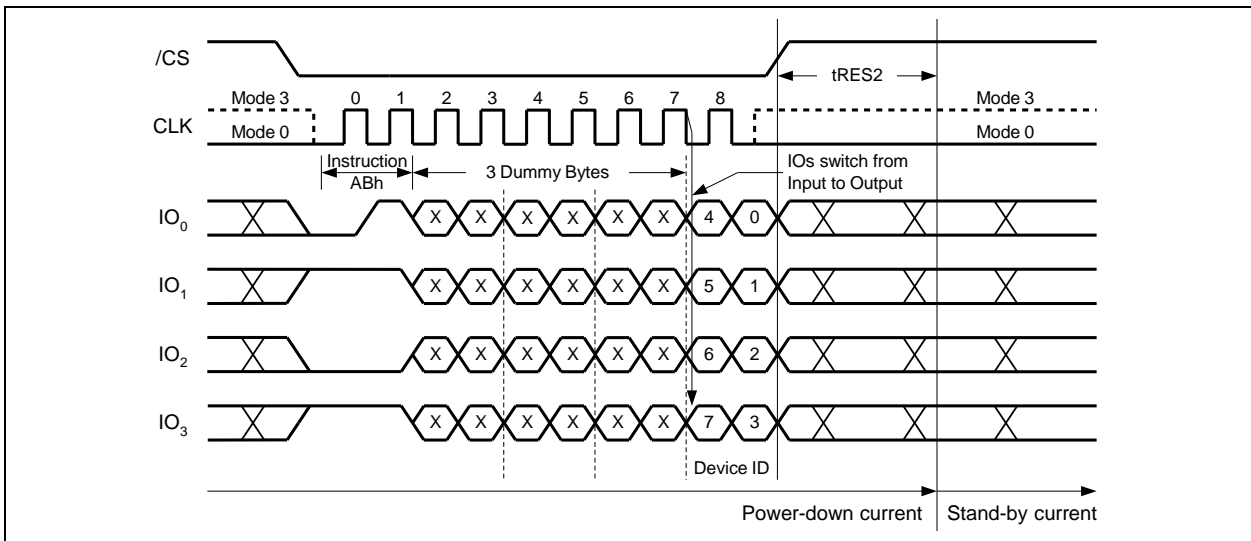 /CS
tRES2
0 1 2 3 4 5 6 7 8
Mode 3
Mode 3
CLK
Mode 0
Mode 0
Instruction
ABh
3 Dummy Bytes
IOs switch from
Input to Output
IO0 X X X X X X 4 0
IO1 X X X X X X 5 1
IO2 X X X X X X 6 2
IO3 X X X X X X 7 3
Device ID
Power-down current
Stand-by current